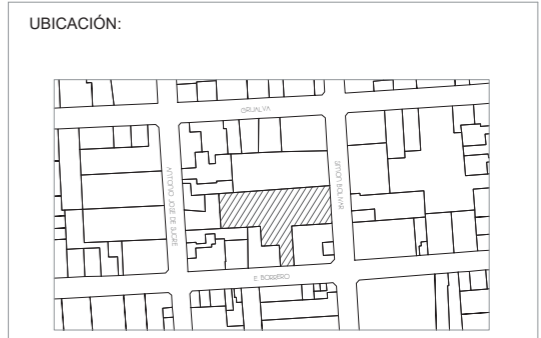 UBICACIÓN:
GRIJALVA
ANTONIO JOSE DE SUCRE
SIMON BOLIVAR
E. BORRERO